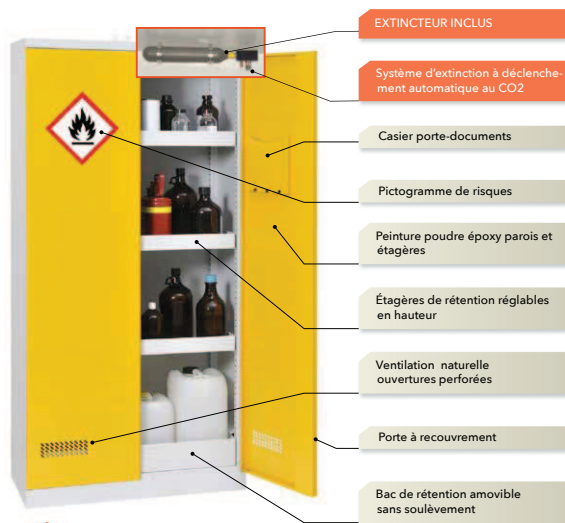 EXTINCTEUR INCLUS
Système d'extinction à déclenche-
ment automatique au CO2
Casier porte-documents
Pictogramme de risques
Peinture poudre époxy parois et
étagères
Étagères de rétention réglables
en hauteur
Ventilation naturelle
ouvertures perforées
Porte à recouvrement
Bac de rétention amovible
sans soulèvement